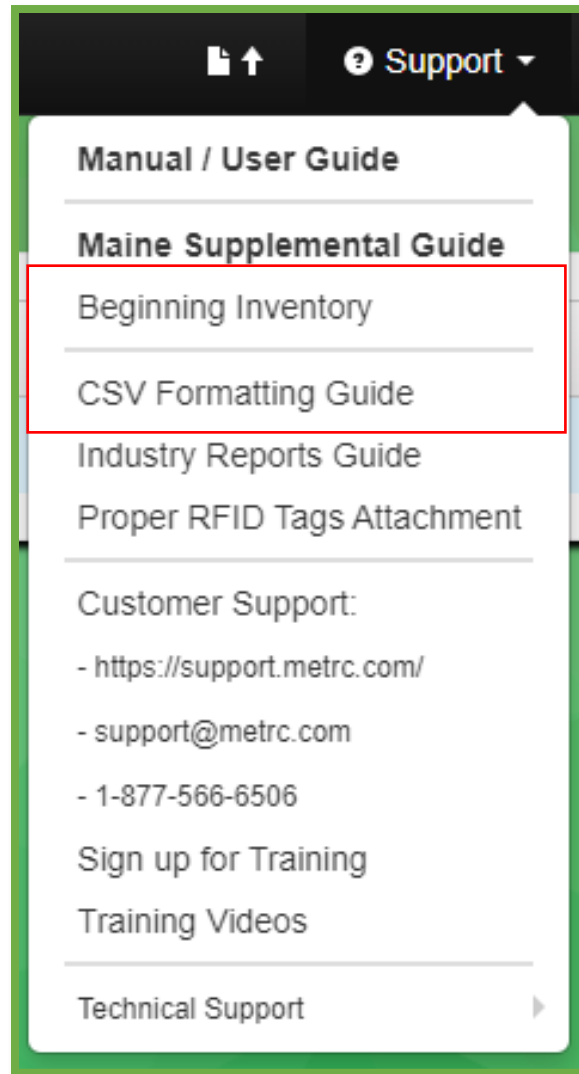 Support
Manual / User Guide
Maine Supplemental Guide
Beginning Inventory
CSV Formatting Guide
Industry Reports Guide
Proper RFID Tags Attachment
Customer Support:
- https://support.metrc.com/
- support@metrc.com
- 1-877-566-6506
Sign up for Training
Training Videos
Technical Support